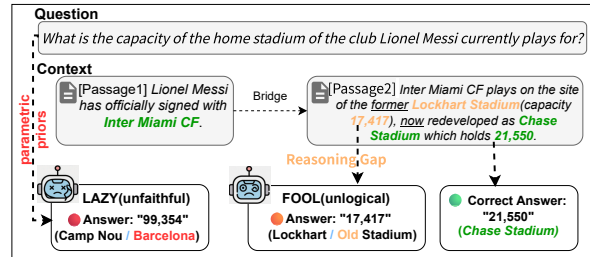 Question
What is the capacity of the home stadium of the club Lionel Messi currently plays for?
Context
[Passage1] Lionel Messi
has officially signed with
Inter Miami CF.
Bridge
[Passage2] Inter Miami CF plays on the site
of the former Lockhart Stadium(capacity
17,417), now redeveloped as Chase
Stadium which holds 21,550.
parametric
priors
Reasoning Gap
LAZY(unfaithful)
Answer: "99,354"
(Camp Nou / Barcelona)
FOOL(unlogical)
Answer: "17,417"
(Lockhart / Old Stadium)
Correct Answer:
"21,550"
(Chase Stadium)